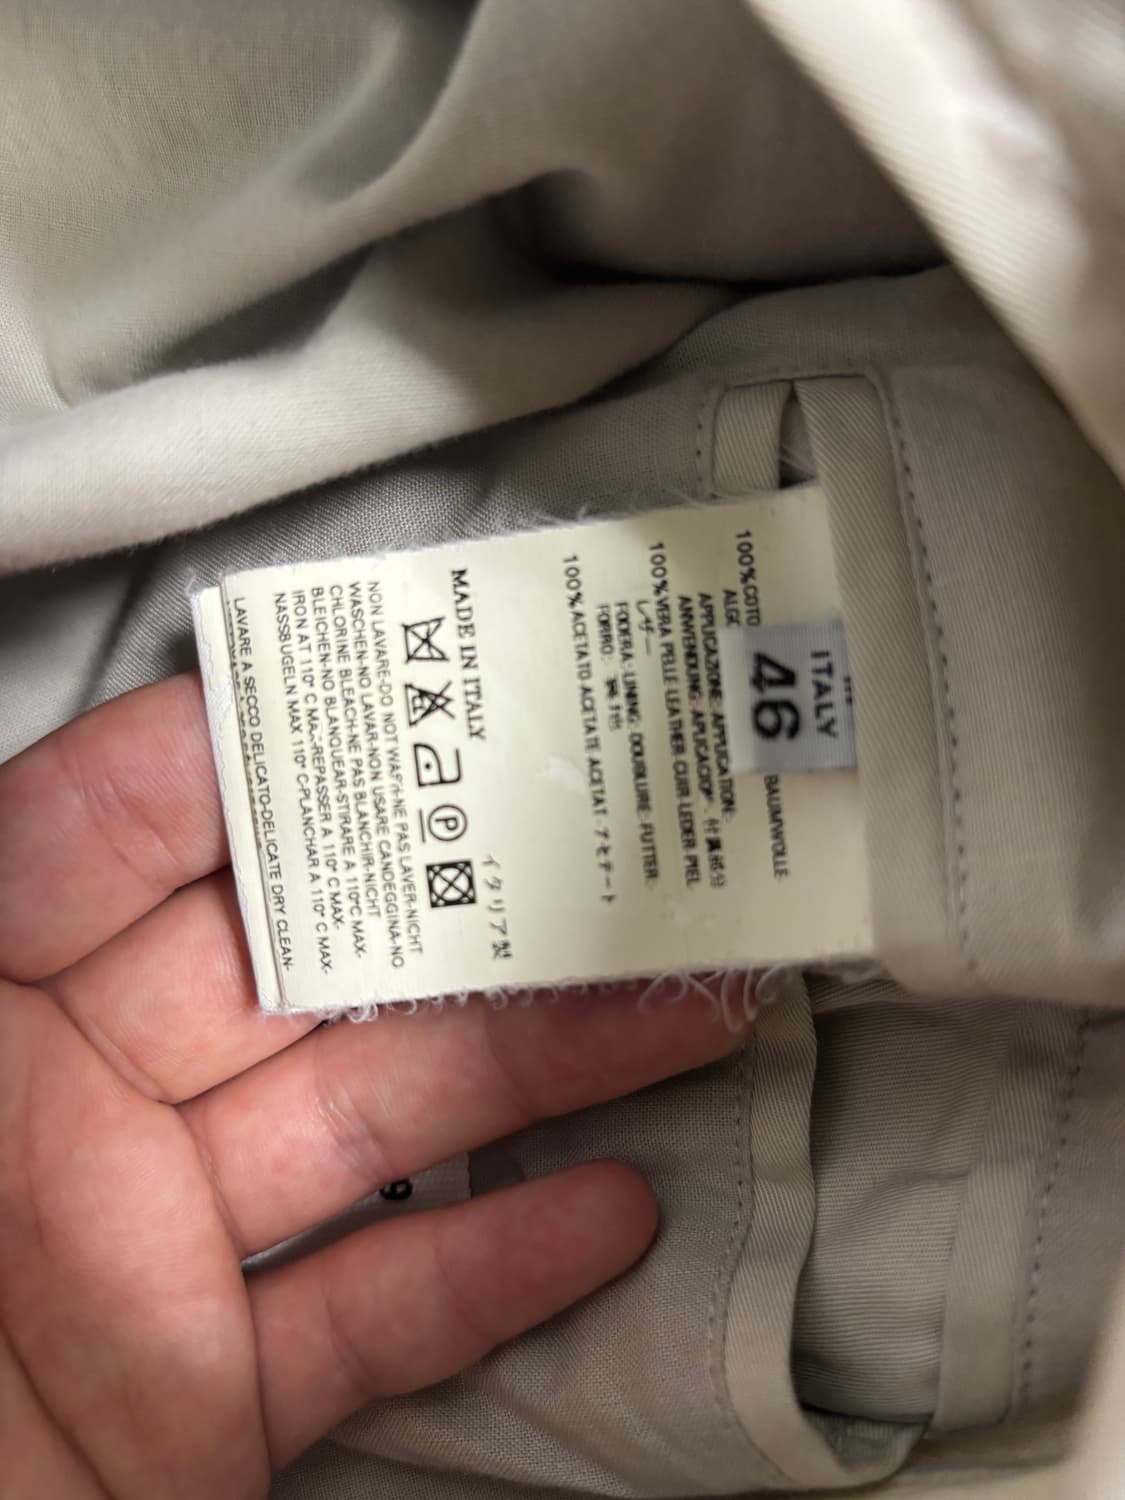 ITALY
46
100%COTO
ALGO BAUMWOLLE-
APPLICAZIONE: APPLICATION:
ANWENDUNG: APLICACIO
100%VERA PELLE LEATHER CUIR LEDER PIEL
レザー
FODERA: LINING: DOUBLURE: FUTTER:
FORRO:
100%ACETATO ACETATE ACETAT アセテート
MADE IN ITALY イタリア製
P
NON LAVARE-DO NOT WASH-NE PAS LAVER-NICHT
WASCHEN-NO LAVAR-NON USARE CANDEGGINA-NO
CHLORINE BLEACH-NE PAS BLANCHIR-NICHT
BLEICHEN-NO BLANQUEAR-STIRARE A 110°C MAX-
IRON AT 110° C MAX-REPASSER A 110° C MAX-
NASSBUGELN MAX 110° C-PLANCHAR A 110° C MAX-
LAVARE A SECCO DELICATO-DELICATE DRY CLEAN-
9